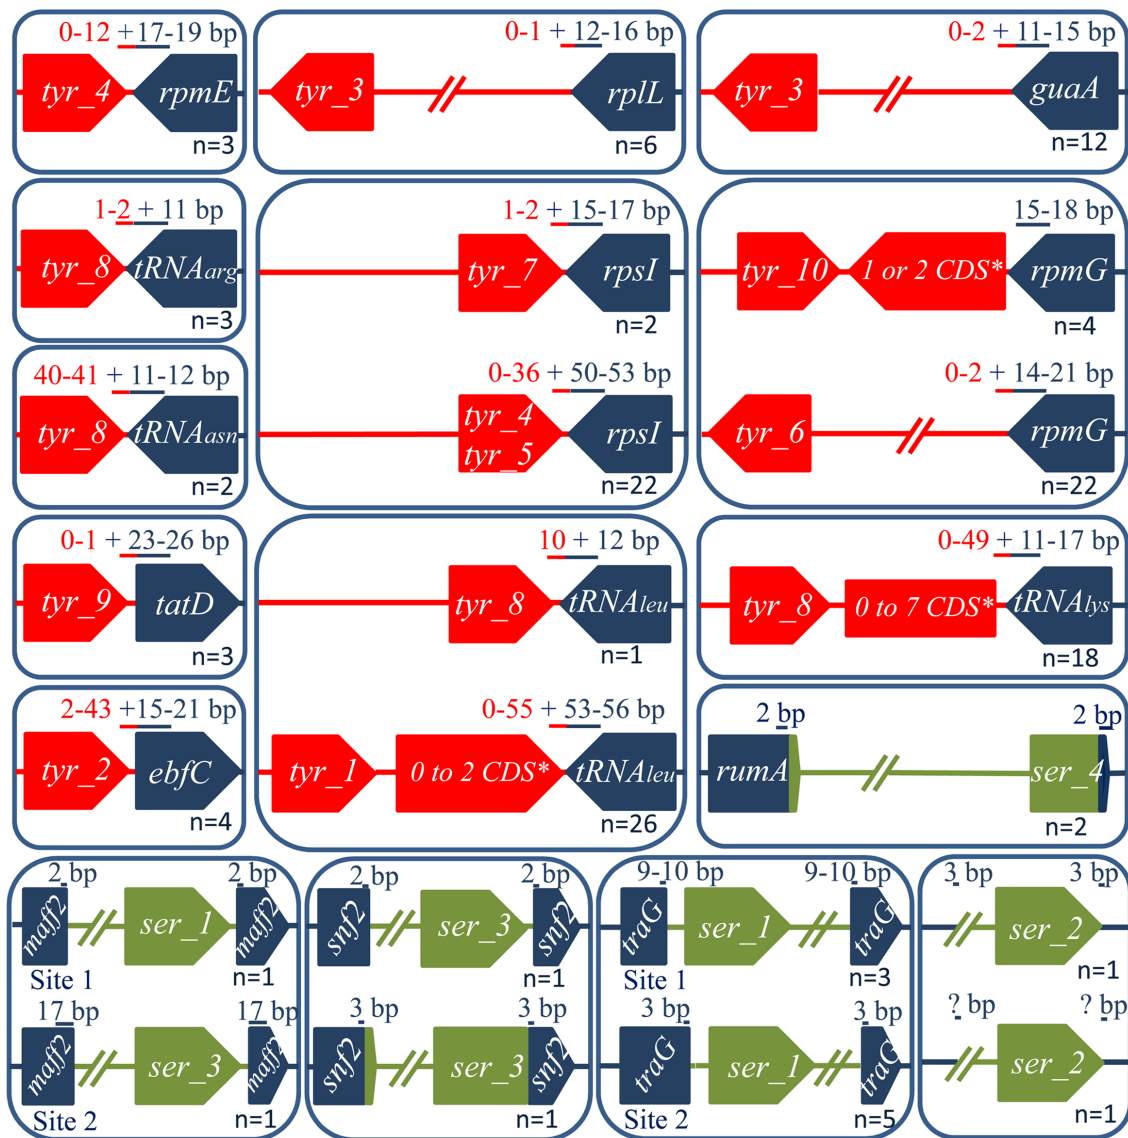 0-12 +17-19 bp
tyr_4 rpmE
n=3
0-1 + 12-16 bp
tyr_3 rplL
n=6
0-2 + 11-15 bp
tyr_3 guaA
n=12
1-2 + 11 bp
tyr_8 tRNAarg
n=3
40-41 + 11-12 bp
tyr_8 tRNAasn
n=2
1-2 + 15-17 bp
tyr_7 rpsI
n=2
0-36 + 50-53 bp
tyr_4
tyr_5 rpsI
n=22
15-18 bp
tyr_10 1 or 2 CDS* rpmG
n=4
0-2 + 14-21 bp
tyr_6 rpmG
n=22
0-1 + 23-26 bp
tyr_9 tatD
n=3
2-43 +15-21 bp
tyr_2 ebfC
n=4
10 + 12 bp
tyr_8 tRNAleu
n=1
0-55 + 53-56 bp
tyr_1 0 to 2 CDS* tRNAleu
n=26
0-49 + 11-17 bp
tyr_8 0 to 7 CDS* tRNAlys
n=18
2 bp 2 bp
rumA ser_4
n=2
2 bp 2 bp
maff2 ser_1 maff2
Site 1 n=1
17 bp 17 bp
maff2 ser_3 maff2
Site 2 n=1
2 bp 2 bp
snf2 ser_3 snf2
n=1
3 bp 3 bp
snf2 ser_3 snf2
n=1
9-10 bp 9-10 bp
traG ser_1 traG
Site 1 n=3
3 bp 3 bp
traG ser_1 traG
Site 2 n=5
3 bp 3 bp
ser_2
n=1
? bp ? bp
ser_2
n=1